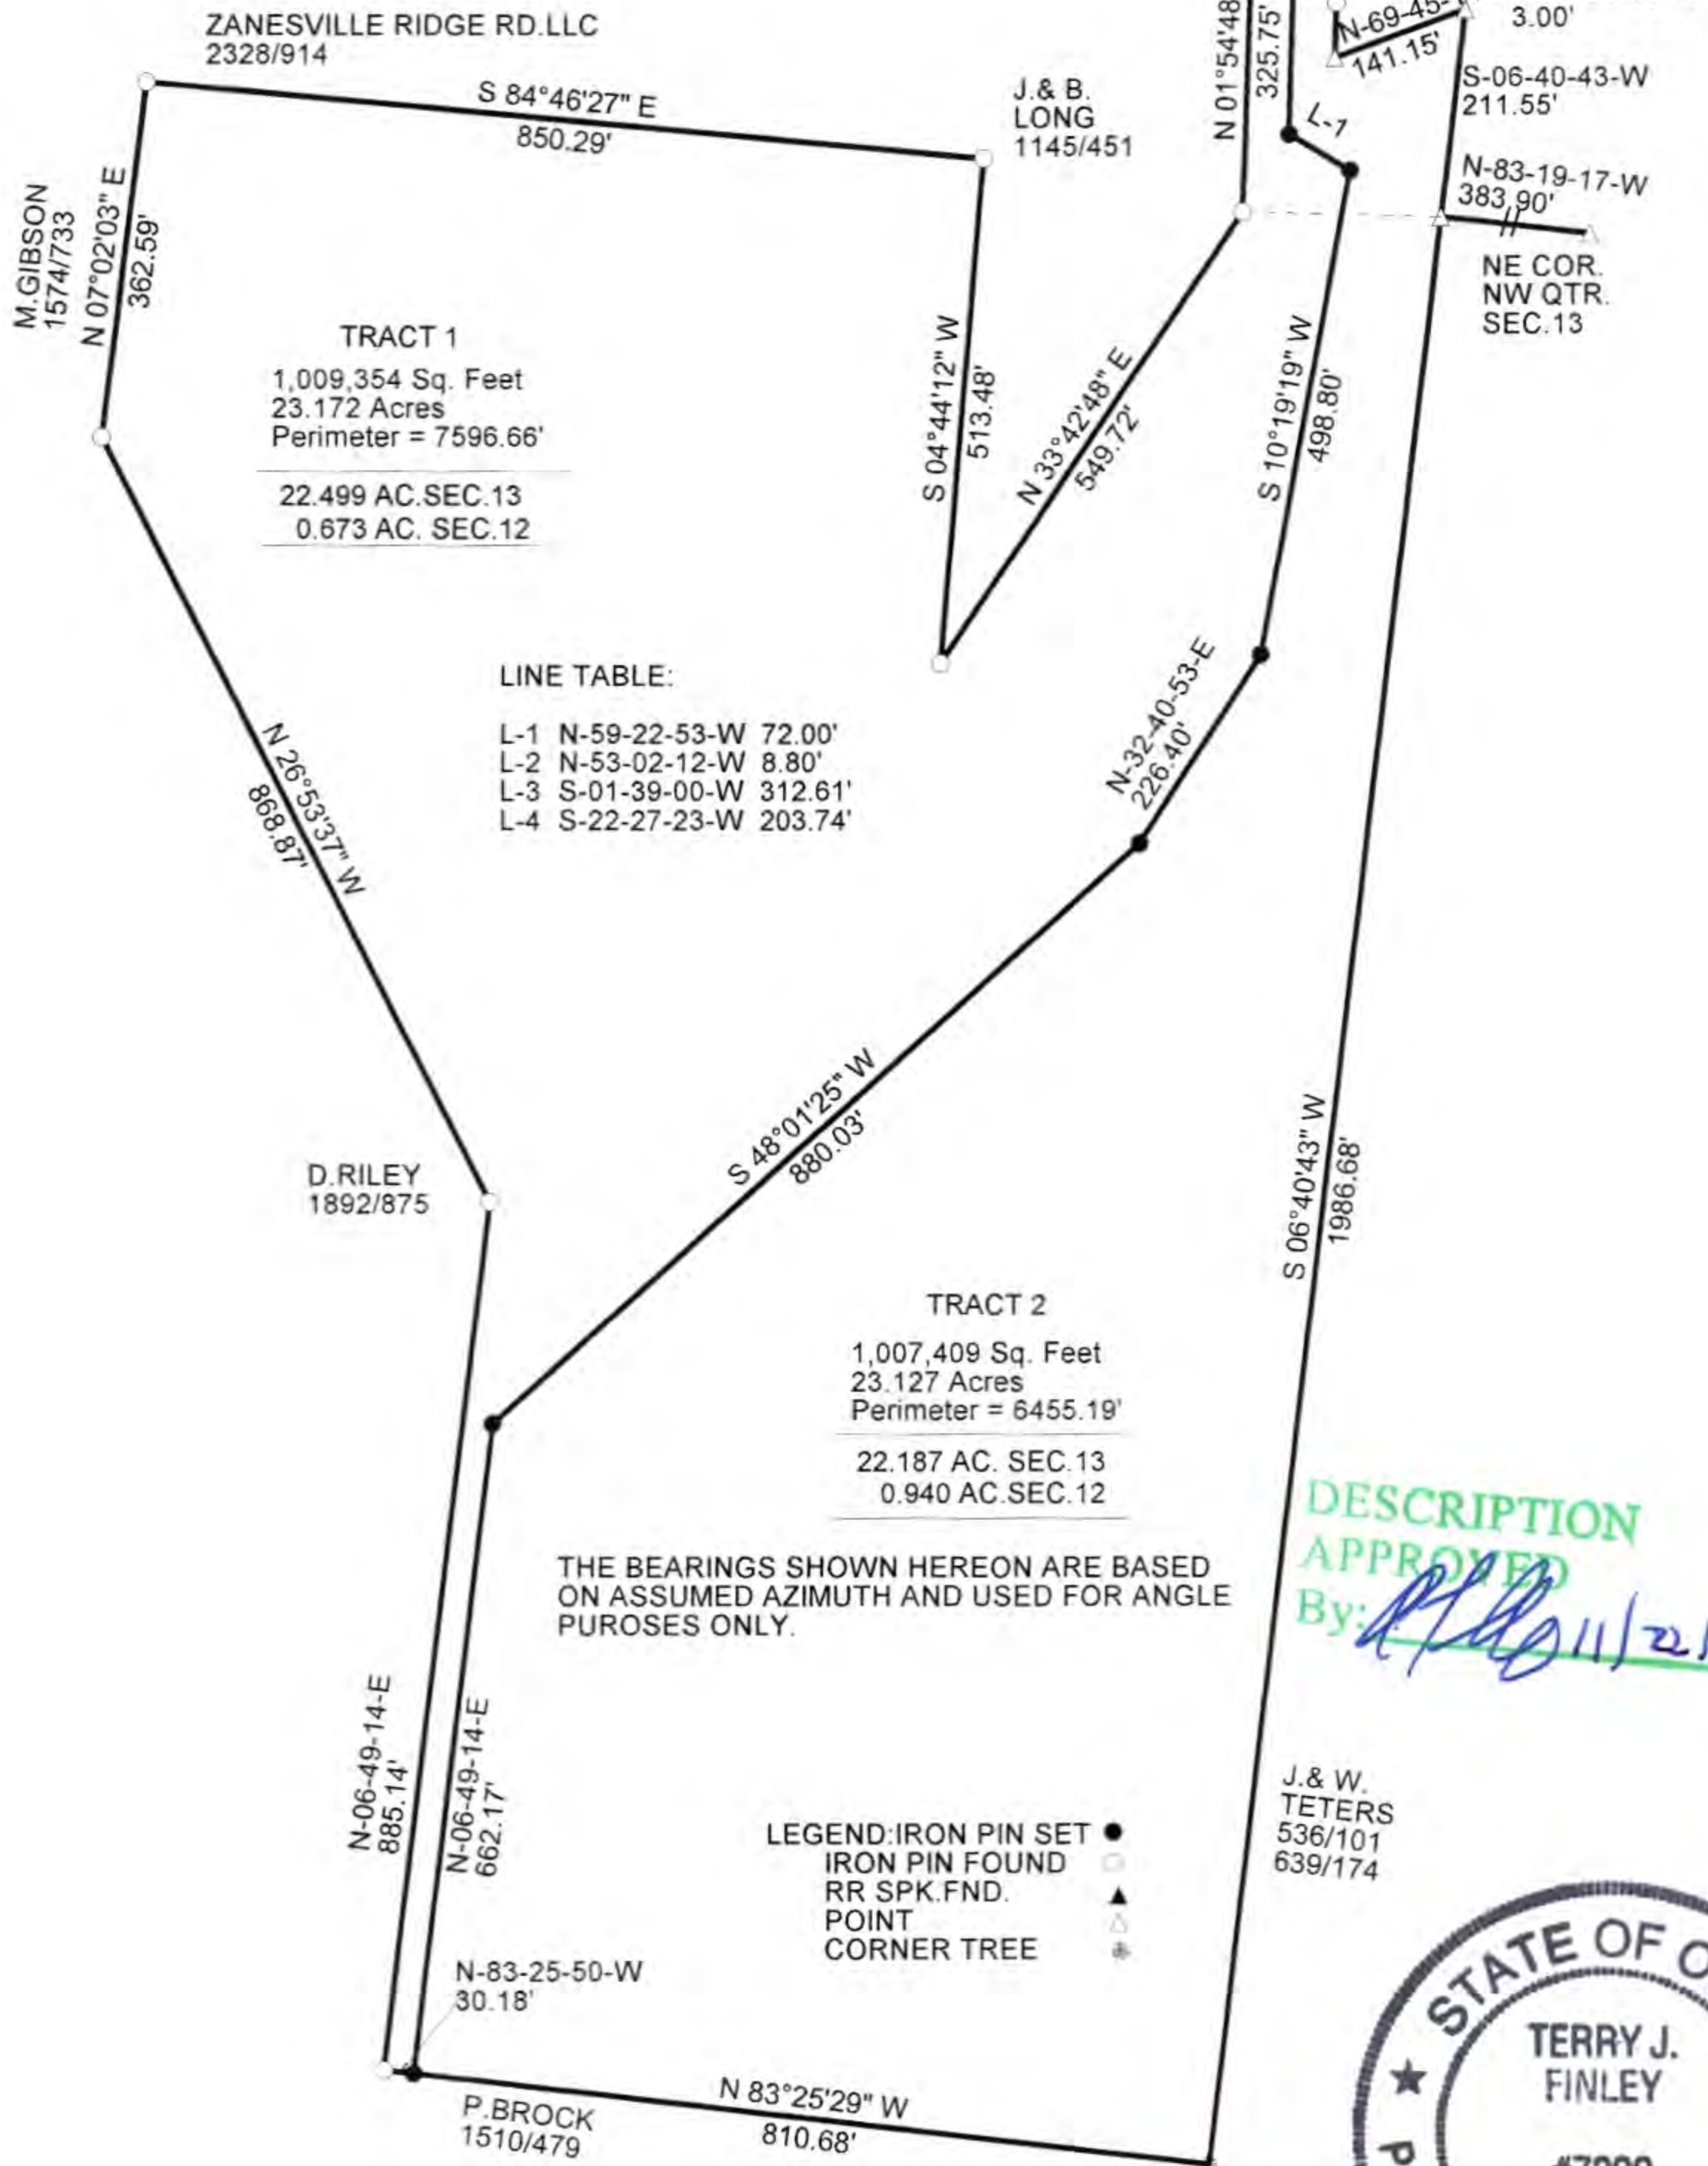 ZANESVILLE RIDGE RD.LLC
2328/914
S 84°46'27" E
850.29'
J.& B.
LONG
1145/451
N 01°54'48
325.75'
N-69-45-
141.15'
3.00'
S-06-40-43-W
211.55'
L-1
N-83-19-17-W
383.90'
NE COR.
NW QTR.
SEC.13
M.GIBSON
1574/733
N 07°02'03" E
362.59'
TRACT 1
1,009,354 Sq. Feet
23.172 Acres
Perimeter = 7596.66'
22.499 AC.SEC.13
0.673 AC. SEC.12
S 04°44'12" W
513.48'
N 33°42'48" E
549.72'
S 10°19'19" W
498.80'
LINE TABLE:
L-1 N-59-22-53-W 72.00'
L-2 N-53-02-12-W 8.80'
L-3 S-01-39-00-W 312.61'
L-4 S-22-27-23-W 203.74'
N-32-40-53-E
226.40'
N 26°53'37" W
868.87'
S 48°01'25" W
880.03'
S 06°40'43" W
1986.68'
D.RILEY
1892/875
TRACT 2
1,007,409 Sq. Feet
23.127 Acres
Perimeter = 6455.19'
22.187 AC. SEC.13
0.940 AC.SEC.12
THE BEARINGS SHOWN HEREON ARE BASED
ON ASSUMED AZIMUTH AND USED FOR ANGLE
PUROSES ONLY.
DESCRIPTION
APPROVED
By: 11/22/
N-06-49-14-E
885.14'
N-06-49-14-E
662.17'
J.& W.
TETERS
536/101
639/174
LEGEND:IRON PIN SET
IRON PIN FOUND
RR SPK.FND.
POINT
CORNER TREE
N-83-25-50-W
30.18'
N 83°25'29" W
810.68'
P.BROCK
1510/479
STATE OF O
TERRY J.
FINLEY
P